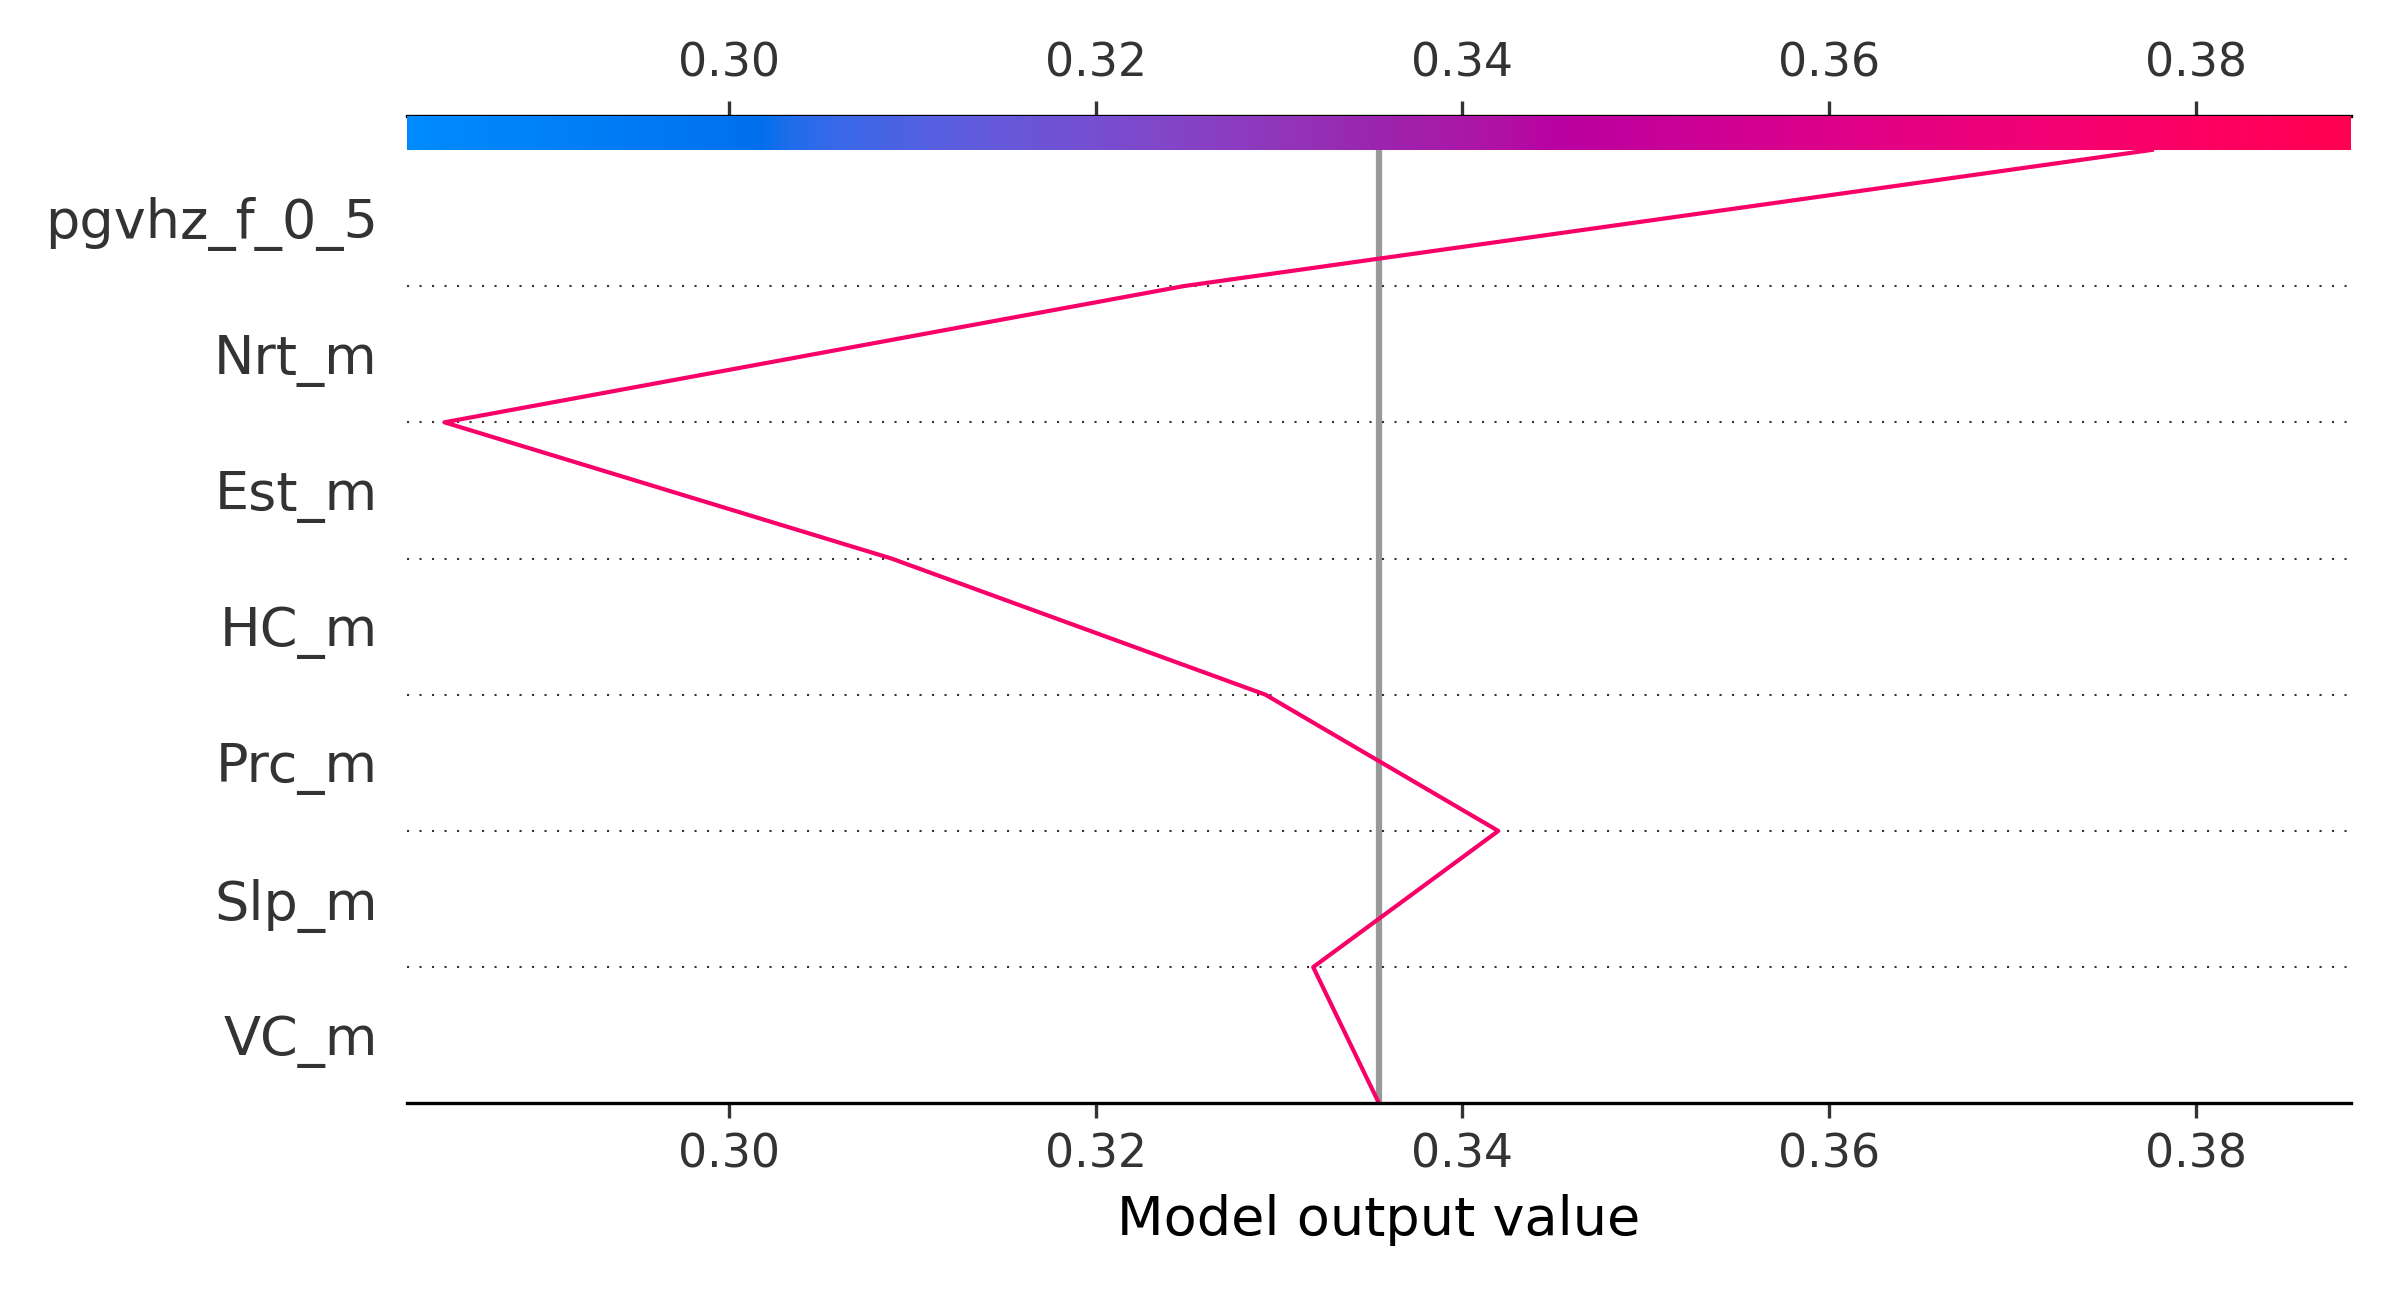 0.30 0.32 0.34 0.36 0.38
pgvhz_f_0_5
Nrt_m
Est_m
HC_m
Prc_m
Slp_m
VC_m
0.30 0.32 0.34 0.36 0.38
Model output value